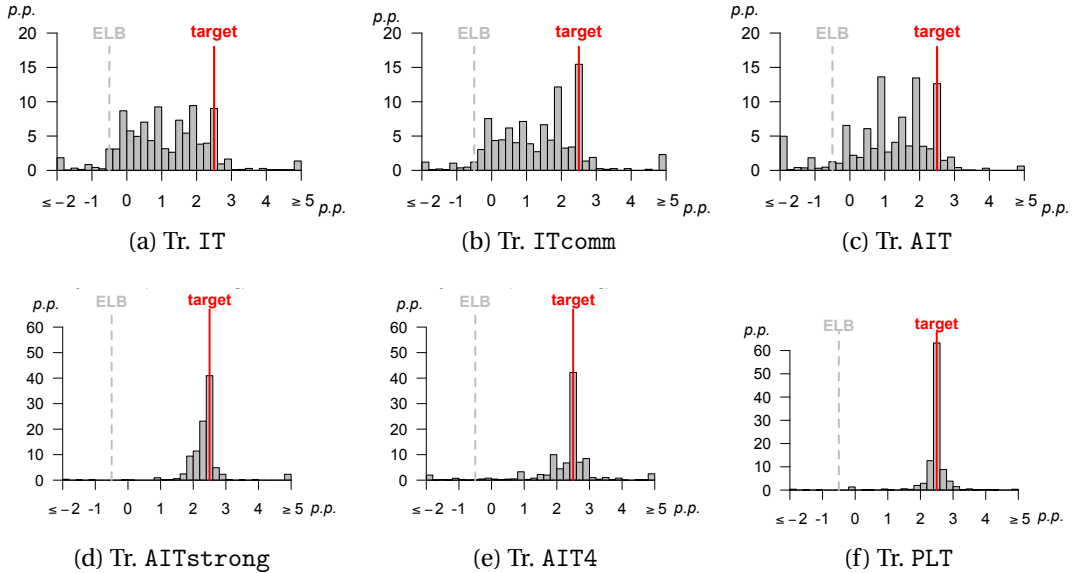 p.p.
ELB
target
20
15
10
5
0
≤ − 2 -1 0 1 2 3 4 ≥ 5 p.p.
(a) Tr. IT
p.p.
ELB
target
20
15
10
5
0
≤ − 2 -1 0 1 2 3 4 ≥ 5 p.p.
(b) Tr. ITcomm
p.p.
ELB
target
20
15
10
5
0
≤ − 2 -1 0 1 2 3 4 ≥ 5 p.p.
(c) Tr. AIT
p.p.
ELB
target
60
50
40
30
20
10
0
≤ − 2 -1 0 1 2 3 4 ≥ 5 p.p.
(d) Tr. AITstrong
p.p.
ELB
target
60
50
40
30
20
10
0
≤ − 2 -1 0 1 2 3 4 ≥ 5 p.p.
(e) Tr. AIT4
p.p.
ELB
target
60
50
40
30
20
10
0
≤ − 2 -1 0 1 2 3 4 ≥ 5 p.p.
(f) Tr. PLT